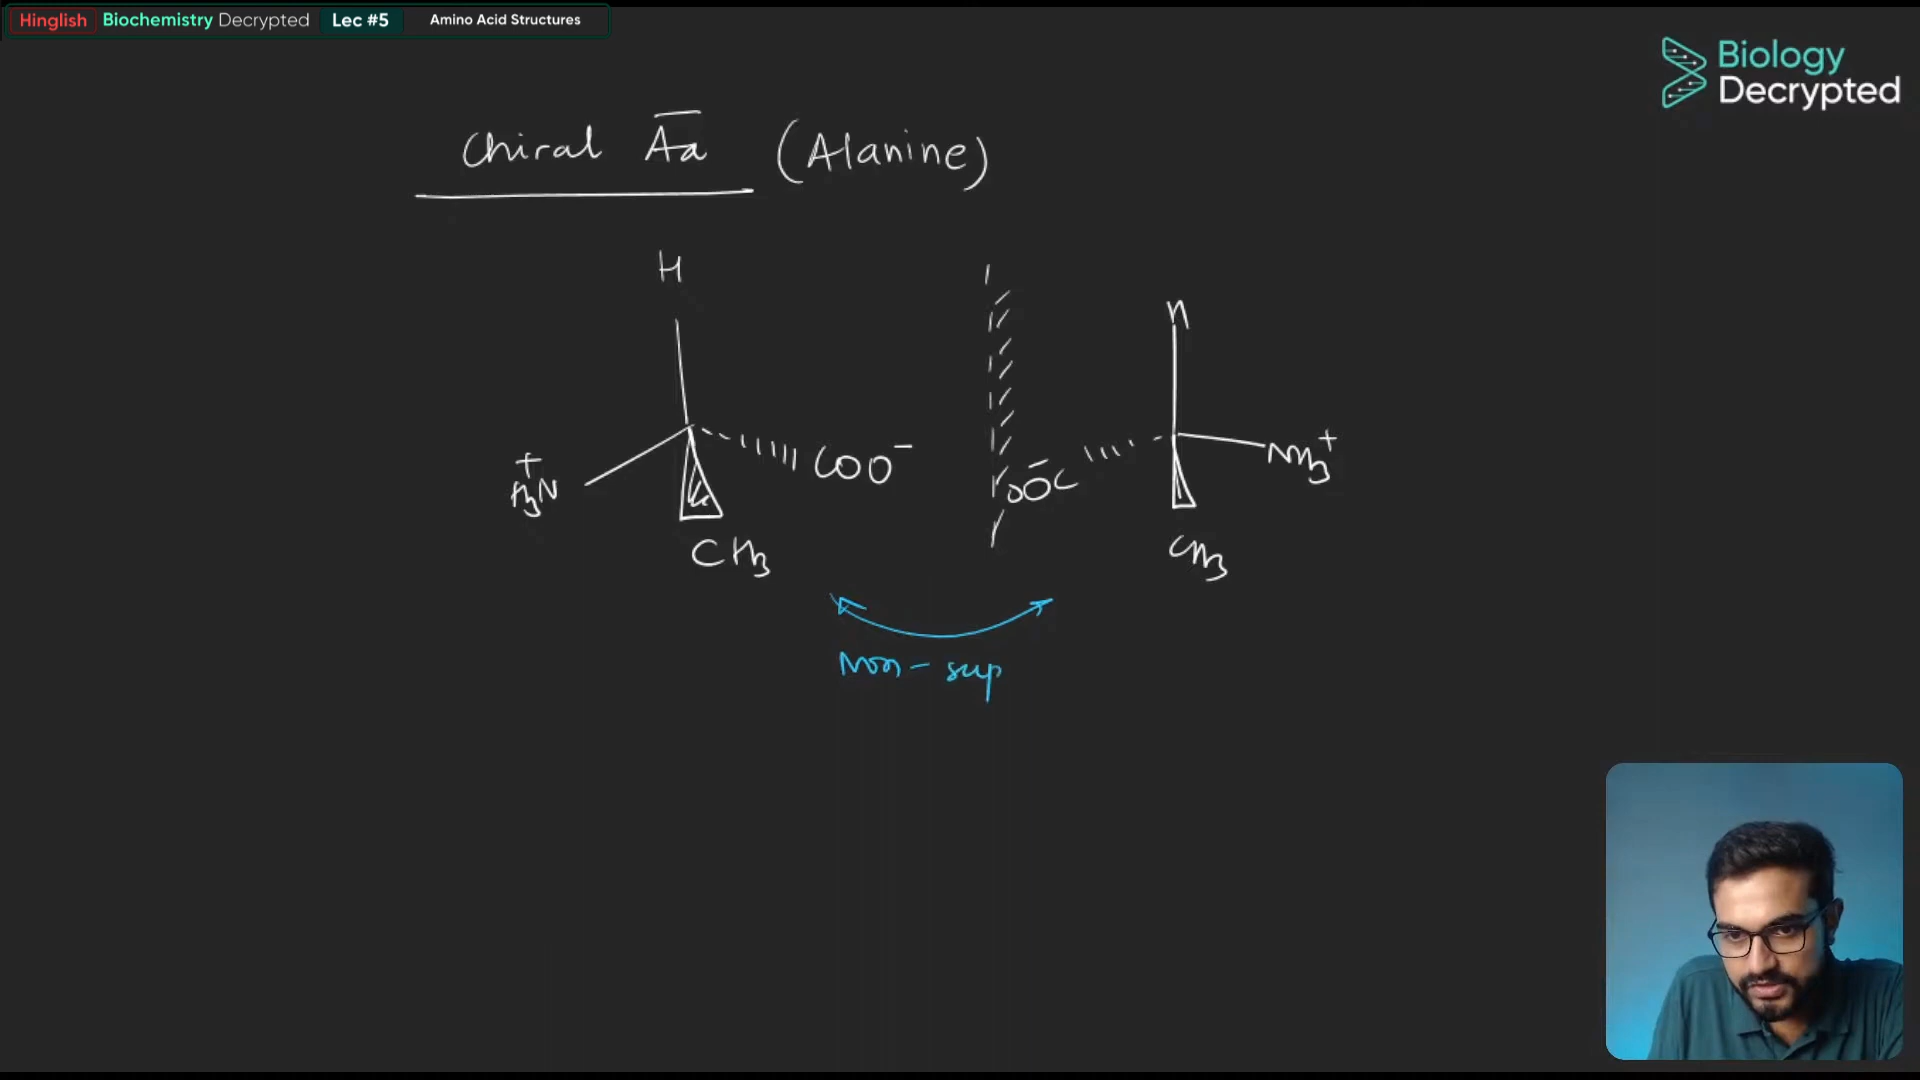 Hinglish Biochemistry Decrypted Lec #5 Amino Acid Structures
Biology
Decrypted
Chiral Aa (Alanine)
H
H
+
H3N
COO⁻
⁻OOC
NH3⁺
CH3
CH3
Non-sup